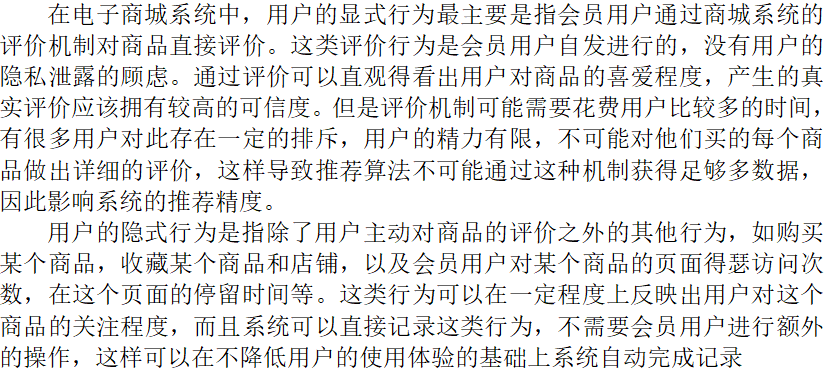 在电子商城系统中，用户的显式行为最主要是指会员用户通过商城系统的
评价机制对商品直接评价。这类评价行为是会员用户自发进行的，没有用户的
隐私泄露的顾虑。通过评价可以直观得看出用户对商品的喜爱程度，产生的真
实评价应该拥有较高的可信度。但是评价机制可能需要花费用户比较多的时间，
有很多用户对此存在一定的排斥，用户的精力有限，不可能对他们买的每个商
品做出详细的评价，这样导致推荐算法不可能通过这种机制获得足够多数据，
因此影响系统的推荐精度。
用户的隐式行为是指除了用户主动对商品的评价之外的其他行为，如购买
某个商品，收藏某个商品和店铺，以及会员用户对某个商品的页面得瑟访问次
数，在这个页面的停留时间等。这类行为可以在一定程度上反映出用户对这个
商品的关注程度，而且系统可以直接记录这类行为，不需要会员用户进行额外
的操作，这样可以在不降低用户的使用体验的基础上系统自动完成记录